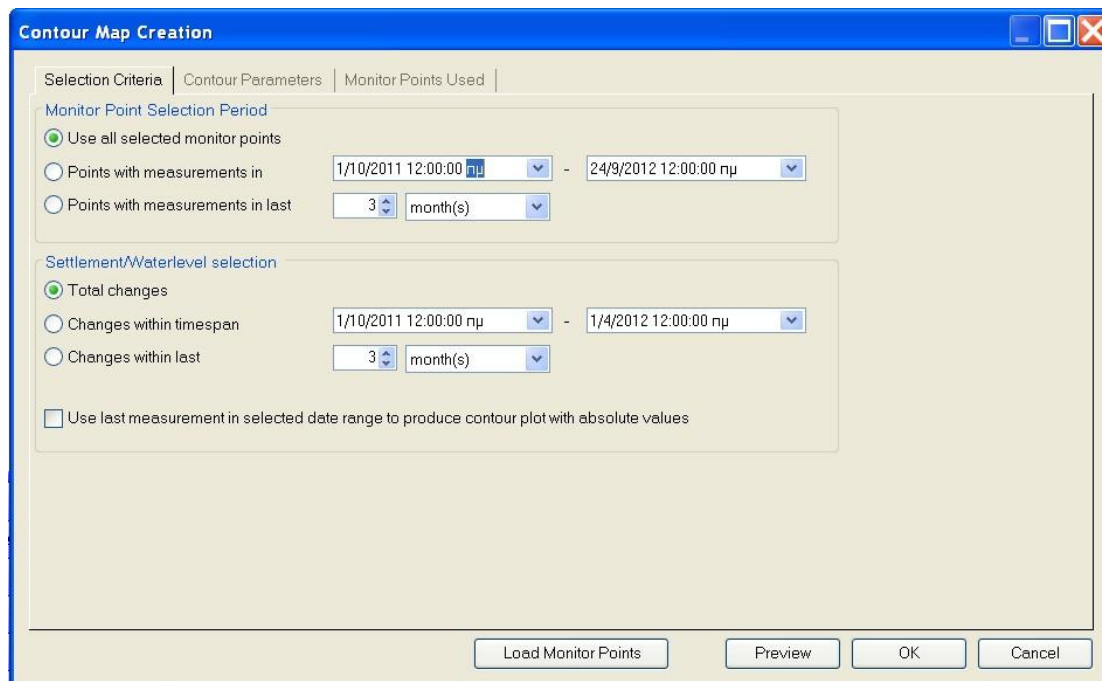 Contour Map Creation
Selection Criteria Contour Parameters Monitor Points Used
Monitor Point Selection Period
Use all selected monitor points
Points with measurements in 1/10/2011 12:00:00 πμ - 24/9/2012 12:00:00 πμ
Points with measurements in last 3 month(s)
Settlement/Waterlevel selection
Total changes
Changes within timespan 1/10/2011 12:00:00 πμ - 1/4/2012 12:00:00 πμ
Changes within last 3 month(s)
Use last measurement in selected date range to produce contour plot with absolute values
Load Monitor Points Preview OK Cancel